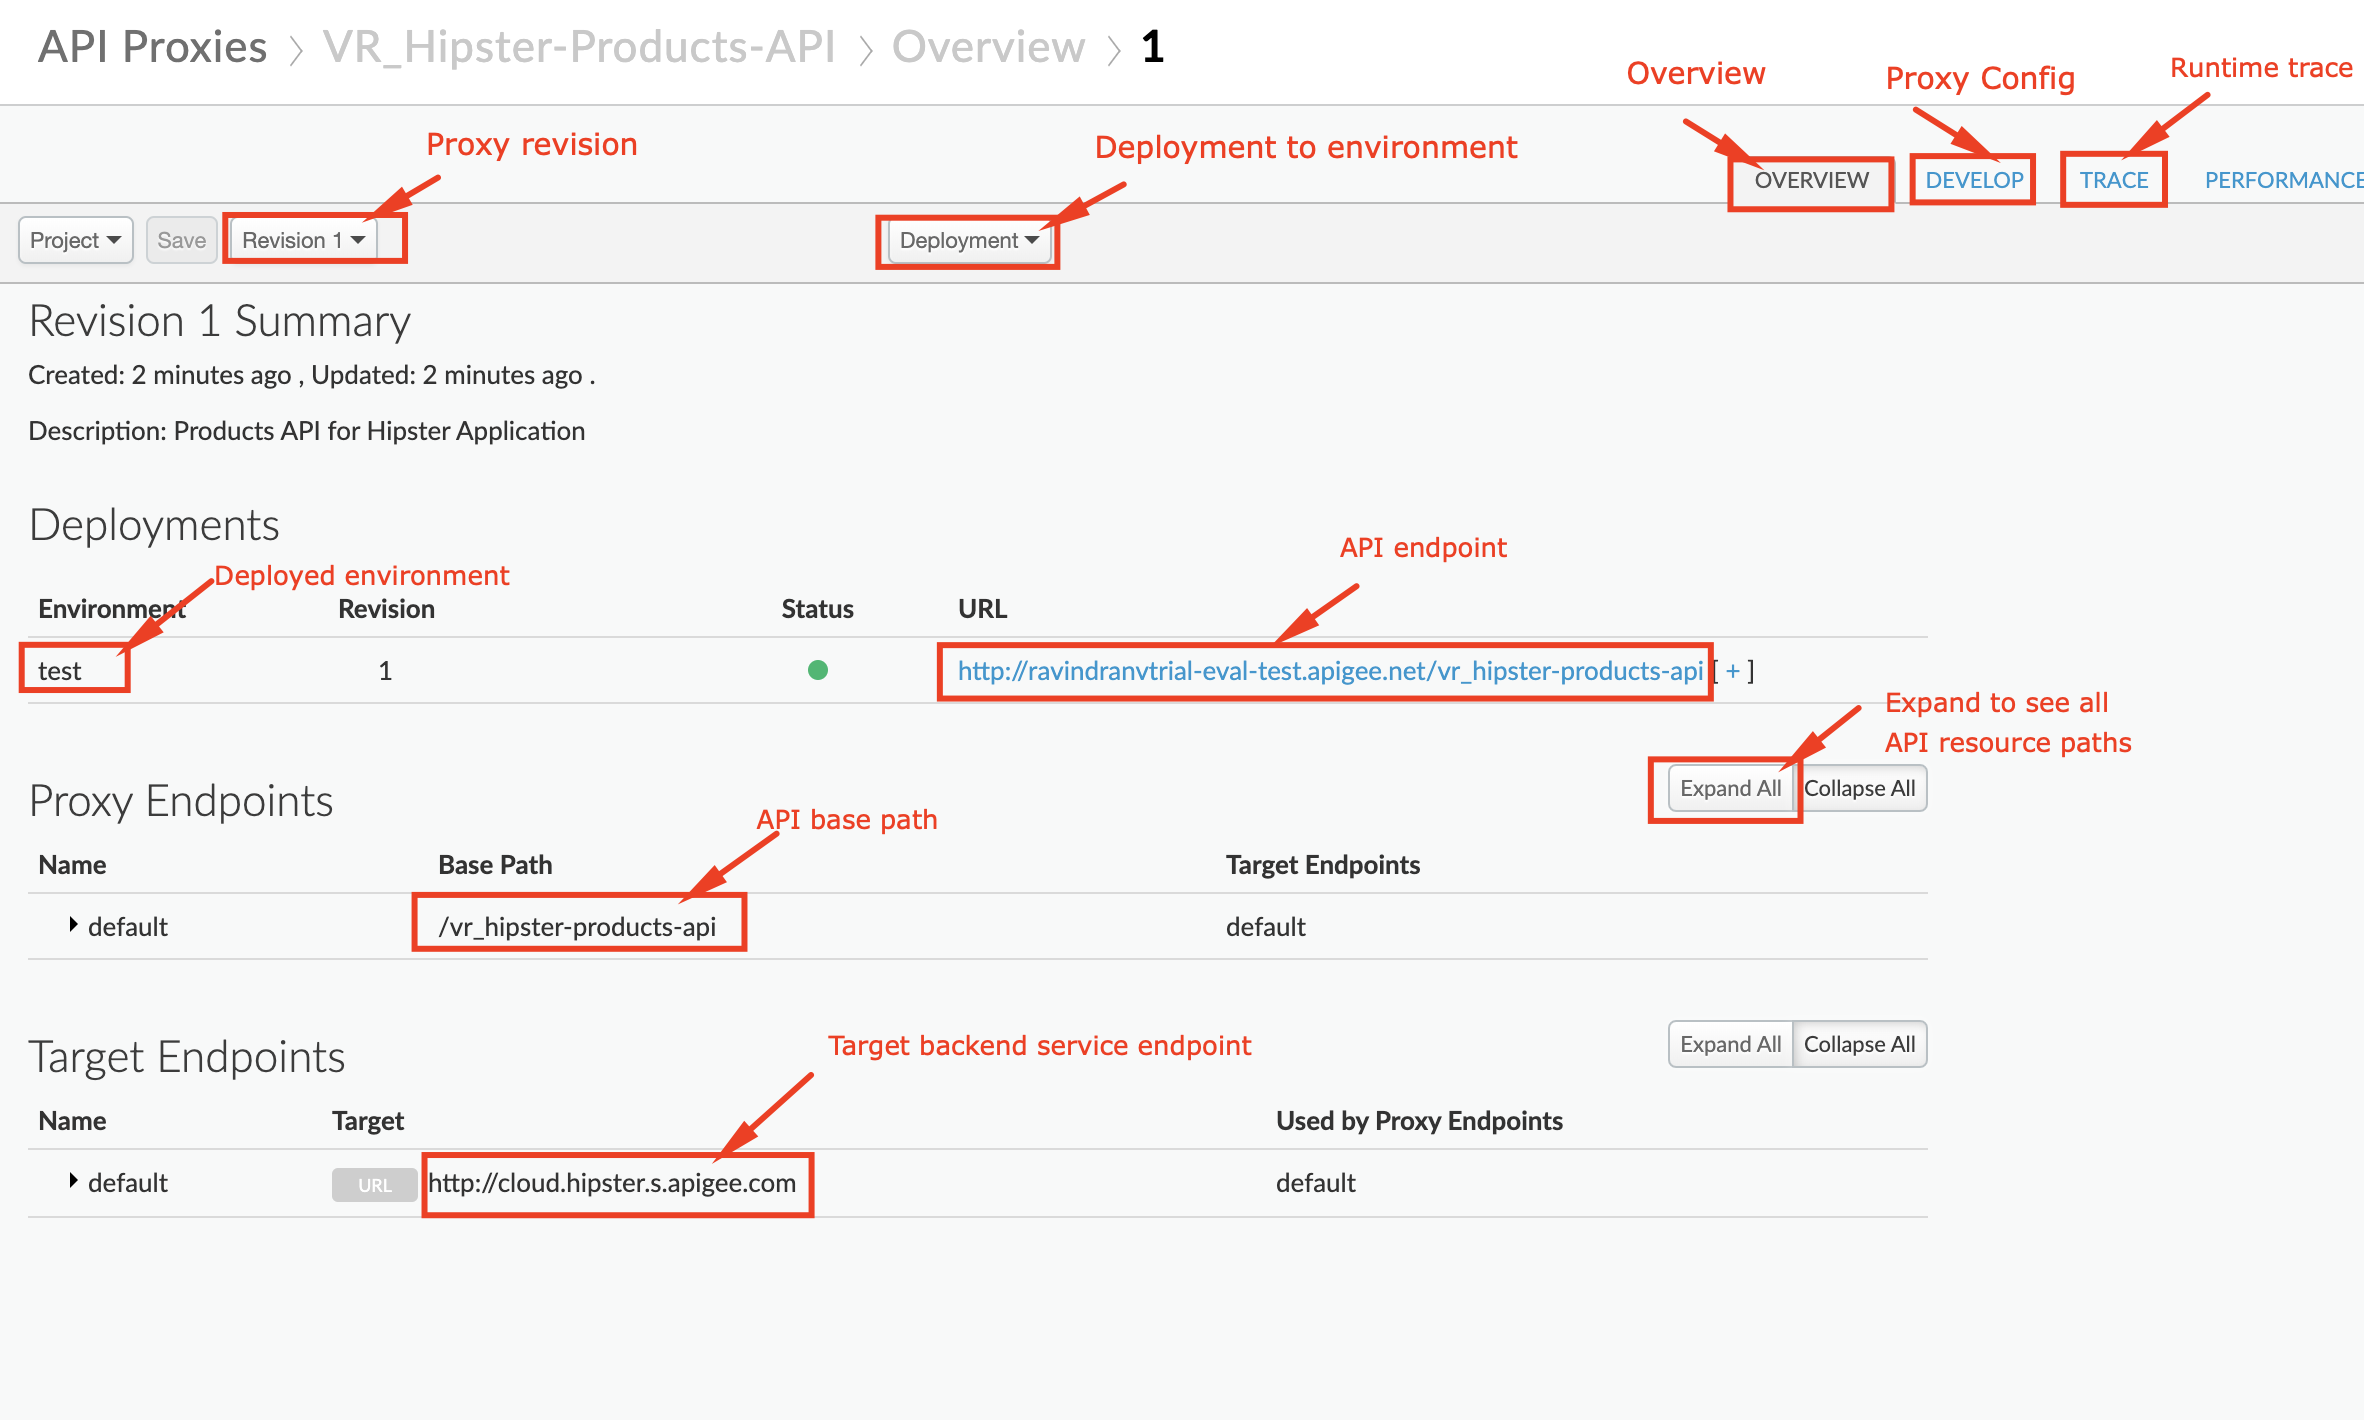 API Proxies > VR_Hipster-Products-API > Overview > 1
Overview
Proxy Config
Runtime trace
Proxy revision
Deployment to environment
OVERVIEW DEVELOP TRACE PERFORMANCE
Project Save Revision 1 Deployment
Revision 1 Summary
Created: 2 minutes ago , Updated: 2 minutes ago .
Description: Products API for Hipster Application
Deployments
API endpoint
Deployed environment
Environment Revision Status URL
test 1 http://ravindranvtrial-eval-test.apigee.net/vr_hipster-products-api [ + ]
Expand to see all
API resource paths
Proxy Endpoints Expand All Collapse All
API base path
Name Base Path Target Endpoints
default /vr_hipster-products-api default
Target backend service endpoint
Target Endpoints Expand All Collapse All
Name Target Used by Proxy Endpoints
default URL http://cloud.hipster.s.apigee.com default